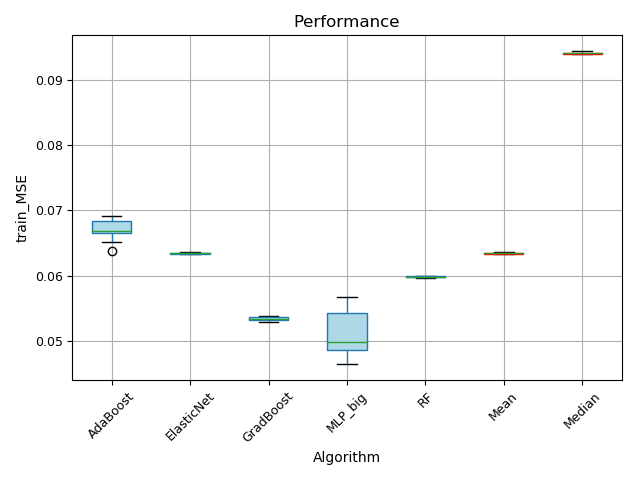 Performance
train_MSE
0.09
0.08
0.07
0.06
0.05
AdaBoost
ElasticNet
GradBoost
MLP_big
RF
Mean
Median
Algorithm